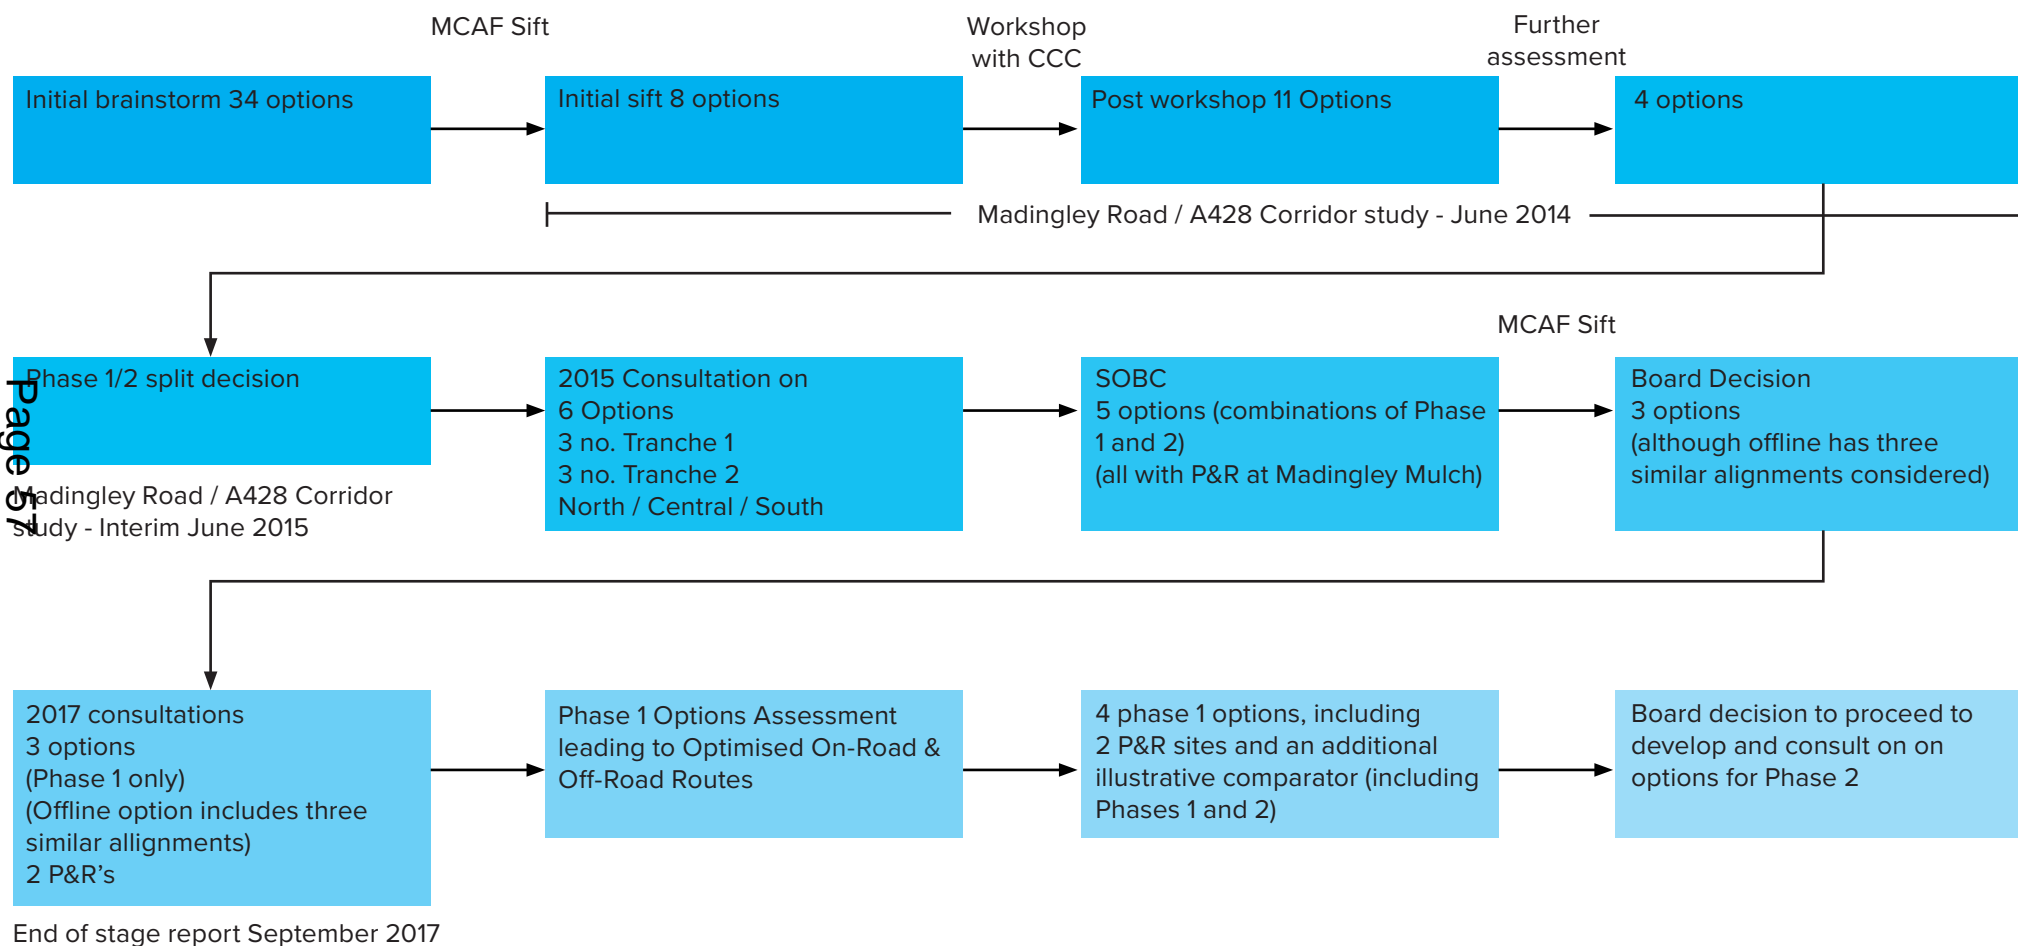 MCAF Sift
Workshop
with CCC
Further
assessment
Initial brainstorm 34 options
Initial sift 8 options
Post workshop 11 Options
4 options
Madingley Road / A428 Corridor study - June 2014
MCAF Sift
Phase 1/2 split decision
2015 Consultation on
6 Options
3 no. Tranche 1
3 no. Tranche 2
North / Central / South
SOBC
5 options (combinations of Phase
1 and 2)
(all with P&R at Madingley Mulch)
Board Decision
3 options
(although offline has three
similar alignments considered)
Madingley Road / A428 Corridor
study - Interim June 2015
Page 57
2017 consultations
3 options
(Phase 1 only)
(Offline option includes three
similar allignments)
2 P&R’s
Phase 1 Options Assessment
leading to Optimised On-Road &
Off-Road Routes
4 phase 1 options, including
2 P&R sites and an additional
illustrative comparator (including
Phases 1 and 2)
Board decision to proceed to
develop and consult on on
options for Phase 2
End of stage report September 2017